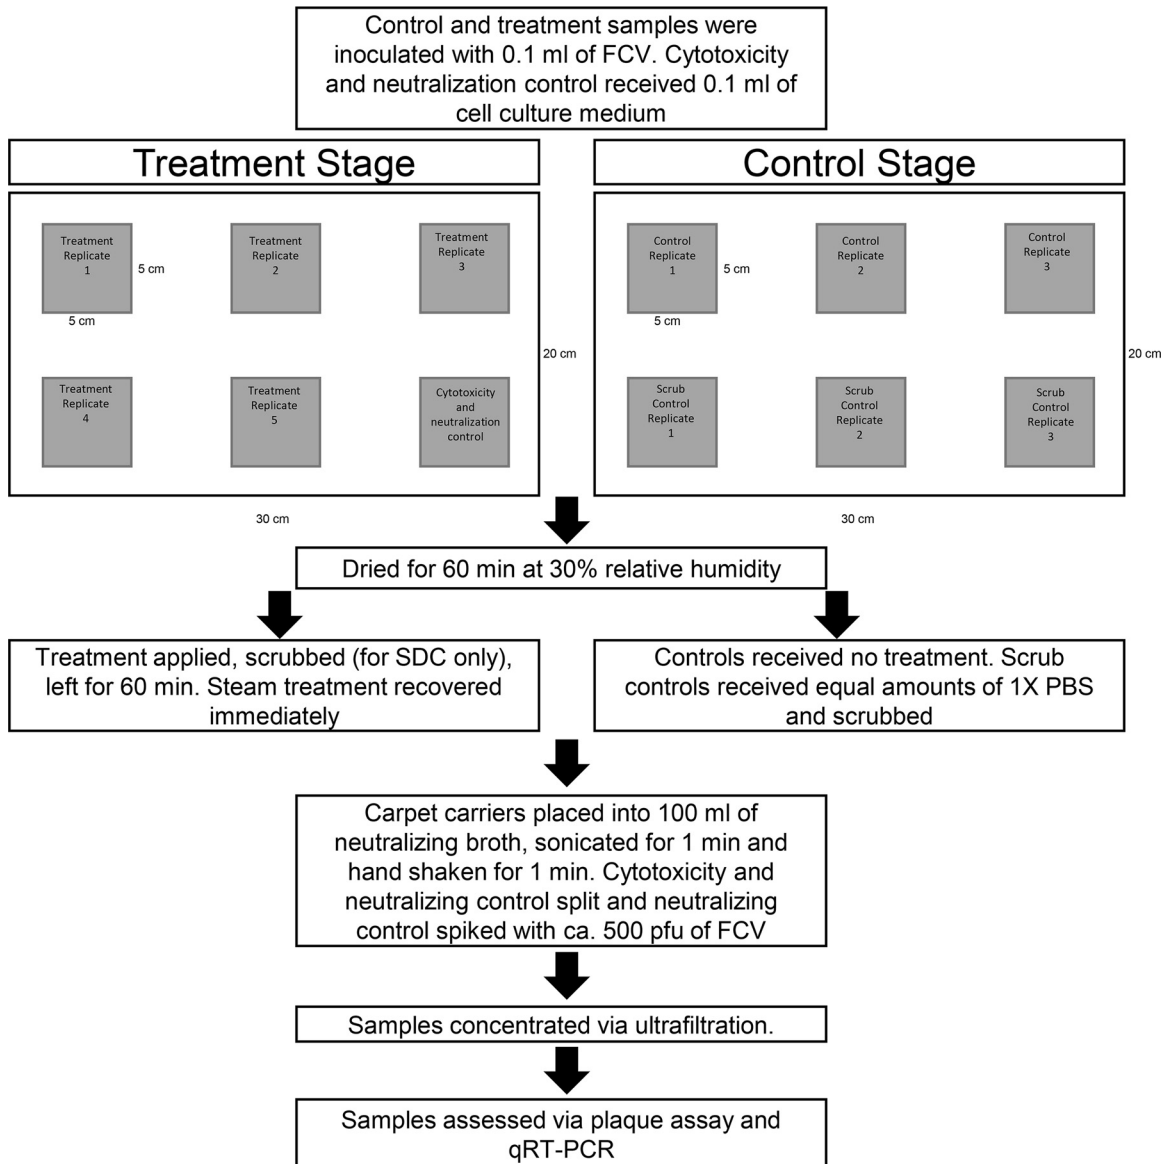 Control and treatment samples were
inoculated with 0.1 ml of FCV. Cytotoxicity
and neutralization control received 0.1 ml of
cell culture medium
Treatment Stage
Control Stage
Treatment
Replicate
1
5 cm
5 cm
Treatment
Replicate
2
Treatment
Replicate
3
Treatment
Replicate
4
Treatment
Replicate
5
Cytotoxicity
and
neutralization
control
20 cm
30 cm
Control
Replicate
1
5 cm
5 cm
Control
Replicate
2
Control
Replicate
3
Scrub
Control
Replicate
1
Scrub
Control
Replicate
2
Scrub
Control
Replicate
3
20 cm
30 cm
Dried for 60 min at 30% relative humidity
Treatment applied, scrubbed (for SDC only),
left for 60 min. Steam treatment recovered
immediately
Controls received no treatment. Scrub
controls received equal amounts of 1X PBS
and scrubbed
Carpet carriers placed into 100 ml of
neutralizing broth, sonicated for 1 min and
hand shaken for 1 min. Cytotoxicity and
neutralizing control split and neutralizing
control spiked with ca. 500 pfu of FCV
Samples concentrated via ultrafiltration.
Samples assessed via plaque assay and
qRT-PCR